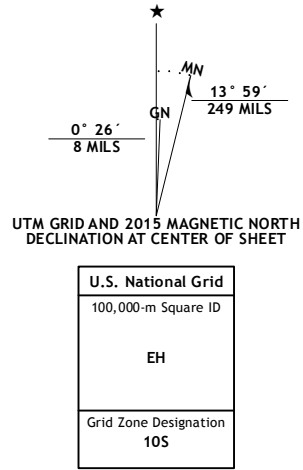 ★
MN
GN
13° 59´
249 MILS
0° 26´
8 MILS
UTM GRID AND 2015 MAGNETIC NORTH
DECLINATION AT CENTER OF SHEET
U.S. National Grid
100,000-m Square ID
EH
Grid Zone Designation
10S